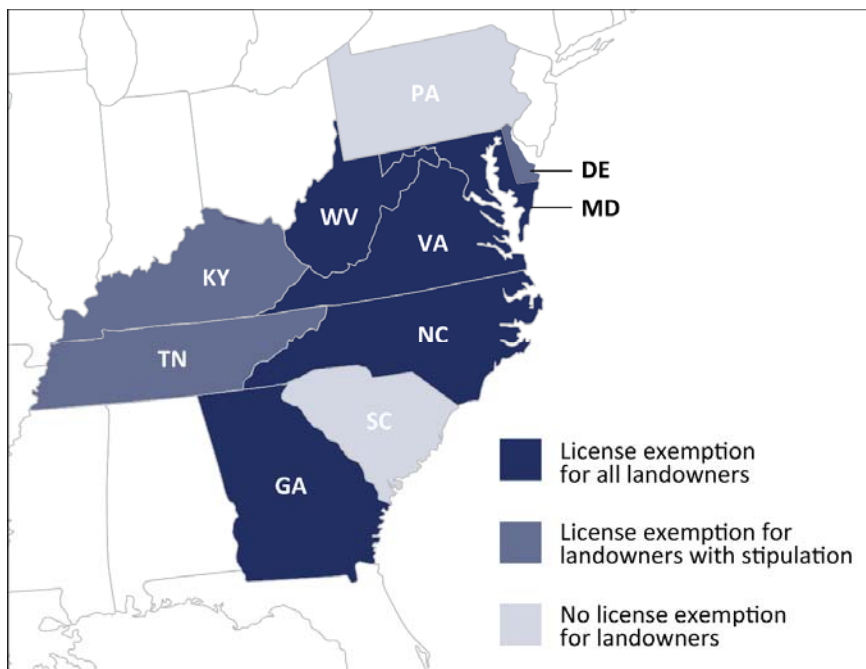 PA
DE
MD
WV
VA
KY
NC
TN
SC
GA
License exemption
for all landowners
License exemption for
landowners with stipulation
No license exemption
for landowners